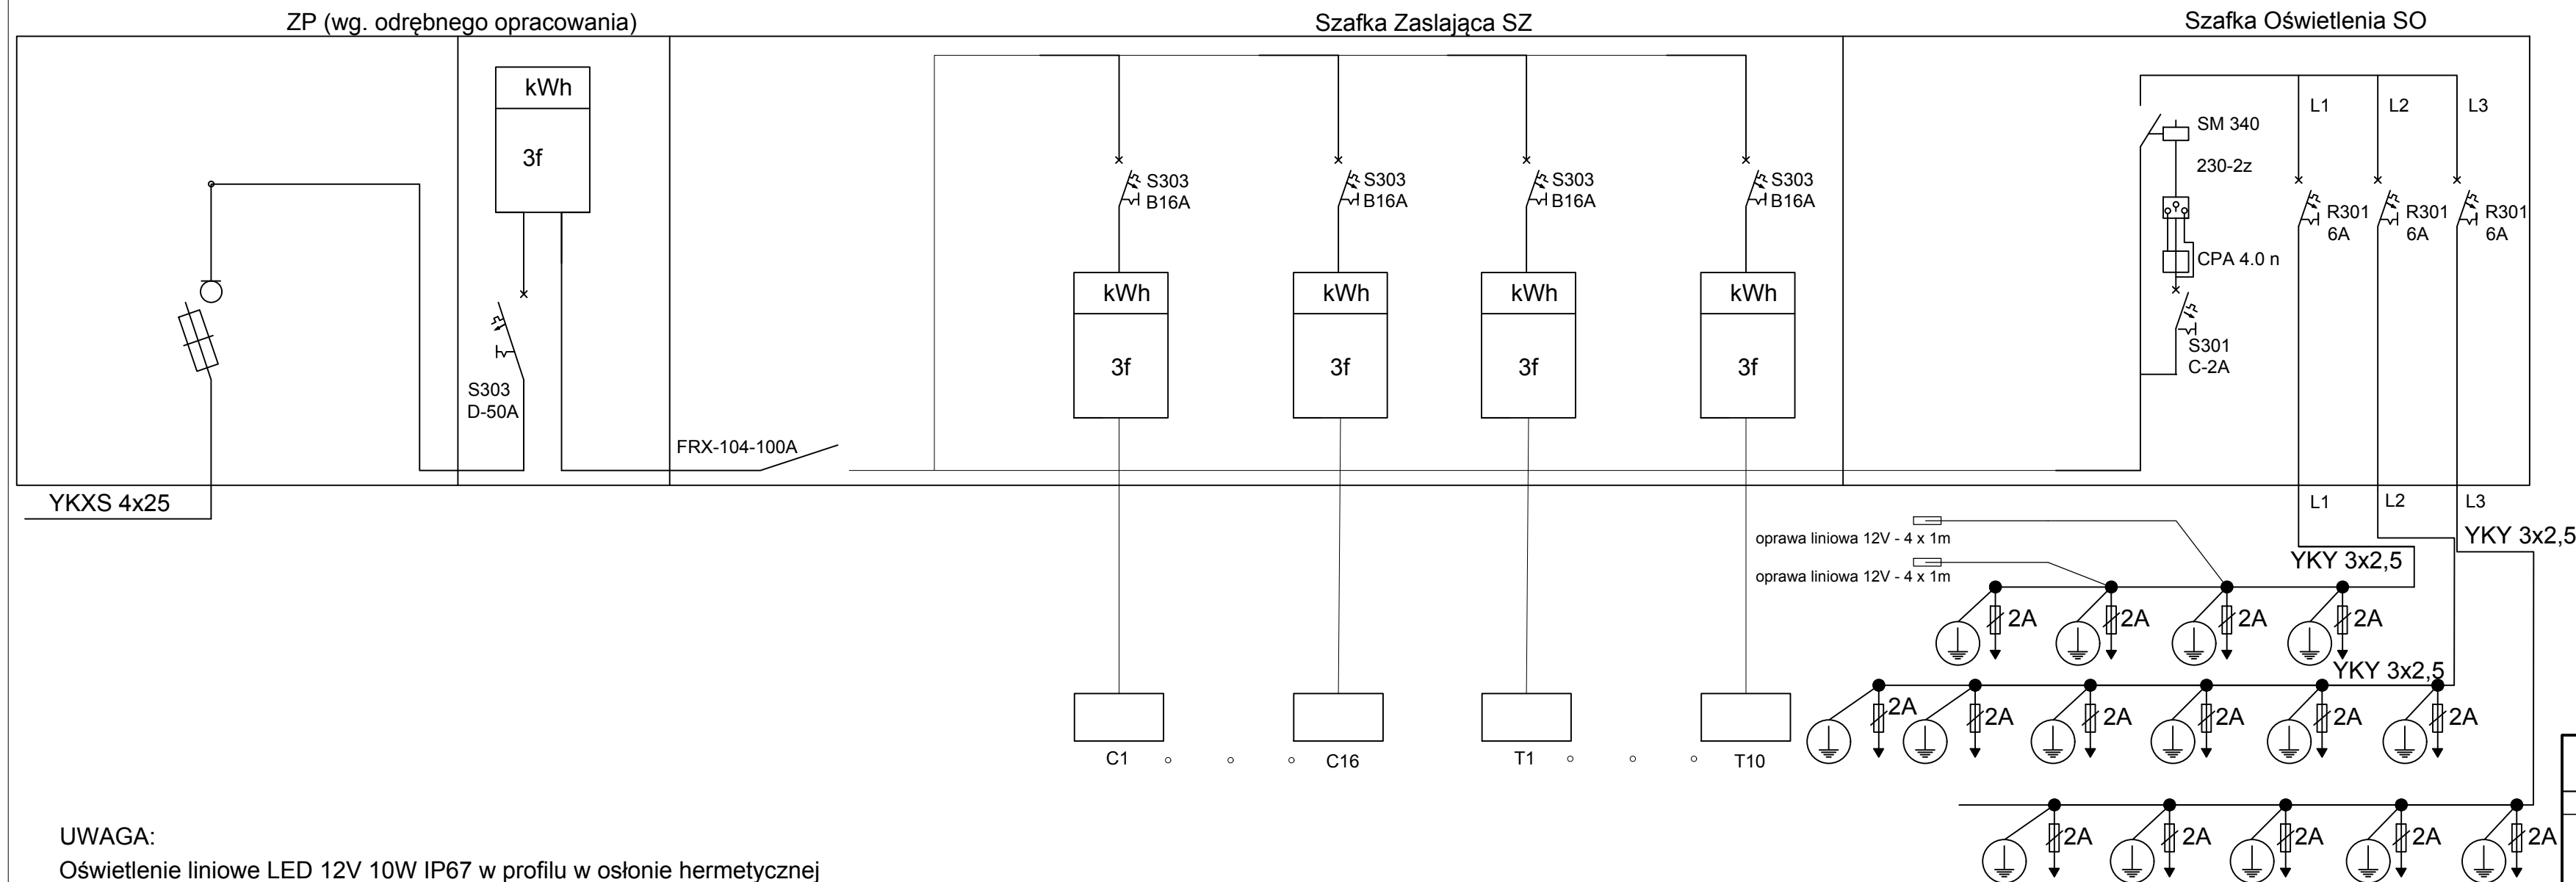 ZP (wg. odrębnego opracowania)
Szafka Zaslająca SZ
Szafka Oświetlenia SO
kWh
3f
S303
D-50A
FRX-104-100A
YKXS 4x25
S303
B16A
S303
B16A
S303
B16A
S303
B16A
kWh
3f
kWh
3f
kWh
3f
kWh
3f
C1
C16
T1
T10
L1
L2
L3
SM 340
230-2z
CPA 4.0 n
S301
C-2A
R301
6A
R301
6A
R301
6A
L1
L2
L3
YKY 3x2,5
YKY 3x2,5
oprawa liniowa 12V - 4 x 1m
oprawa liniowa 12V - 4 x 1m
2A
2A
2A
2A
YKY 3x2,5
2A
2A
2A
2A
2A
2A
2A
2A
2A
2A
2A
UWAGA:
Oświetlenie liniowe LED 12V 10W IP67 w profilu w osłonie hermetycznej